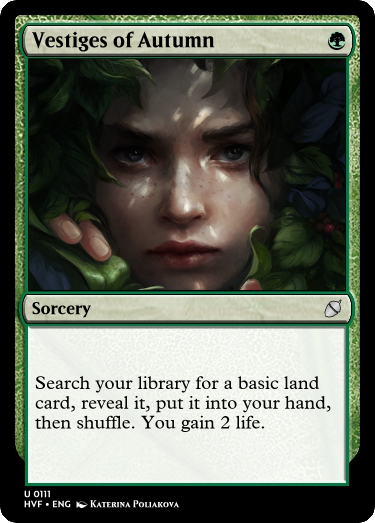 Vestiges of Autumn
Sorcery
Search your library for a basic land
card, reveal it, put it into your hand,
then shuffle. You gain 2 life.
U 0111
HVF • ENG Katerina Poliakova